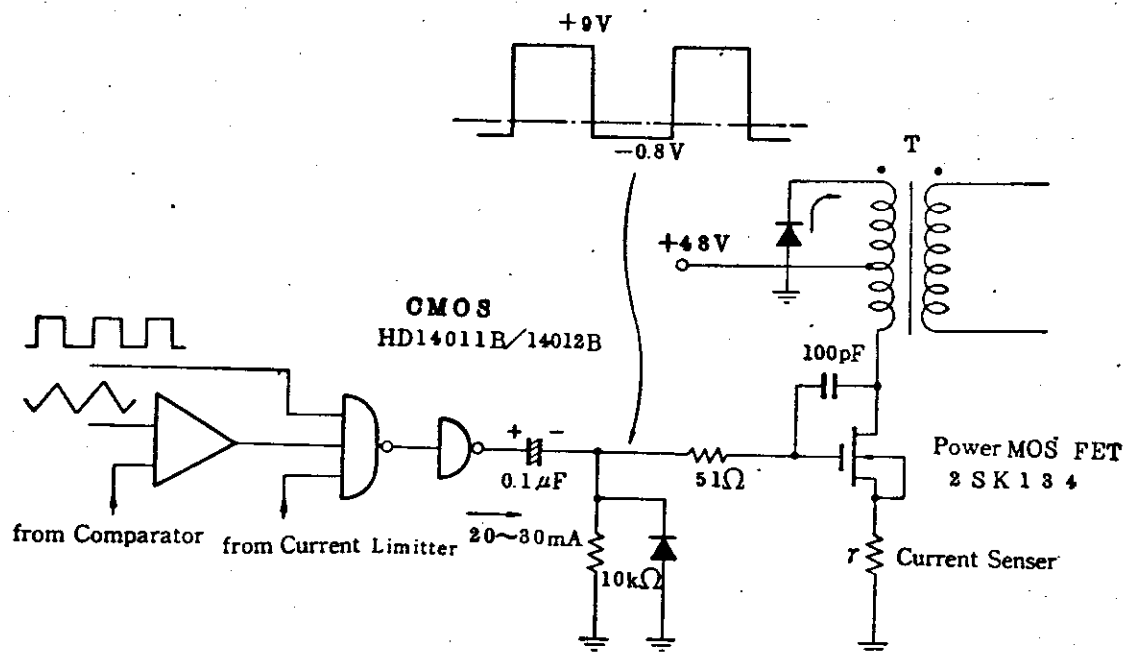 +9V
−0.8V
T
+48V
CMOS
HD14011B/14012B
100pF
+ −
0.1μF
51Ω
Power MOS FET
2SK134
from Comparator
from Current Limitter
20~30mA
10kΩ
r
Current Senser